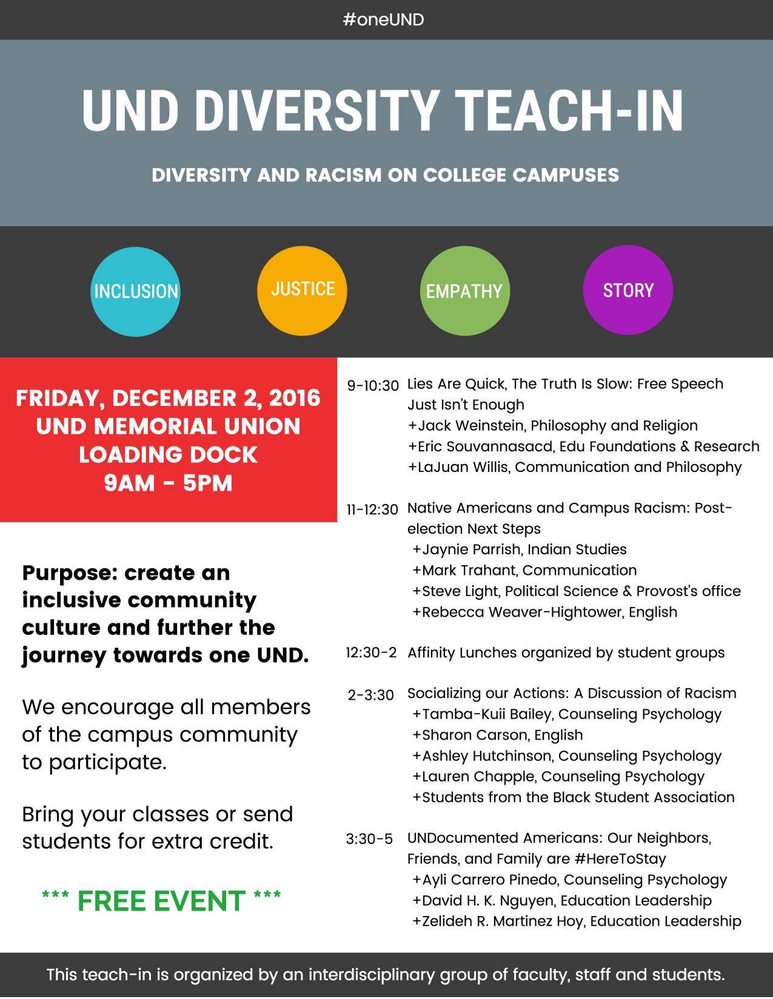 #oneUND
UND DIVERSITY TEACH-IN
DIVERSITY AND RACISM ON COLLEGE CAMPUSES
INCLUSION
JUSTICE
EMPATHY
STORY
FRIDAY, DECEMBER 2, 2016
UND MEMORIAL UNION
LOADING DOCK
9AM - 5PM
Purpose: create an
inclusive community
culture and further the
journey towards one UND.
We encourage all members
of the campus community
to participate.
Bring your classes or send
students for extra credit.
*** FREE EVENT ***
9-10:30 Lies Are Quick, The Truth Is Slow: Free Speech
Just Isn't Enough
+Jack Weinstein, Philosophy and Religion
+Eric Souvannasacd, Edu Foundations & Research
+LaJuan Willis, Communication and Philosophy
11-12:30 Native Americans and Campus Racism: Post-
election Next Steps
+Jaynie Parrish, Indian Studies
+Mark Trahant, Communication
+Steve Light, Political Science & Provost's office
+Rebecca Weaver-Hightower, English
12:30-2 Affinity Lunches organized by student groups
2-3:30 Socializing our Actions: A Discussion of Racism
+Tamba-Kuii Bailey, Counseling Psychology
+Sharon Carson, English
+Ashley Hutchinson, Counseling Psychology
+Lauren Chapple, Counseling Psychology
+Students from the Black Student Association
3:30-5 UNDocumented Americans: Our Neighbors,
Friends, and Family are #HereToStay
+Ayli Carrero Pinedo, Counseling Psychology
+David H. K. Nguyen, Education Leadership
+Zelideh R. Martinez Hoy, Education Leadership
This teach-in is organized by an interdisciplinary group of faculty, staff and students.